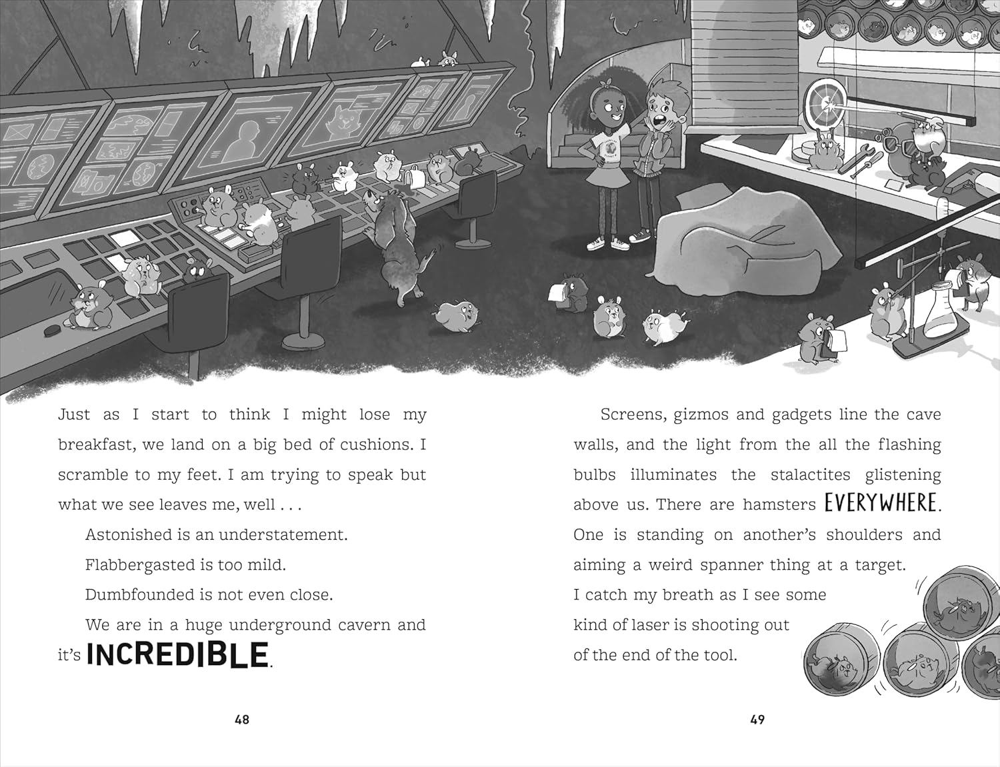 Just as I start to think I might lose my
breakfast, we land on a big bed of cushions. I
scramble to my feet. I am trying to speak but
what we see leaves me, well . . .
Astonished is an understatement.
Flabbergasted is too mild.
Dumbfounded is not even close.
We are in a huge underground cavern and
it’s INCREDIBLE.
48
Screens, gizmos and gadgets line the cave
walls, and the light from the all the flashing
bulbs illuminates the stalactites glistening
above us. There are hamsters EVERYWHERE.
One is standing on another’s shoulders and
aiming a weird spanner thing at a target.
I catch my breath as I see some
kind of laser is shooting out
of the end of the tool.
49